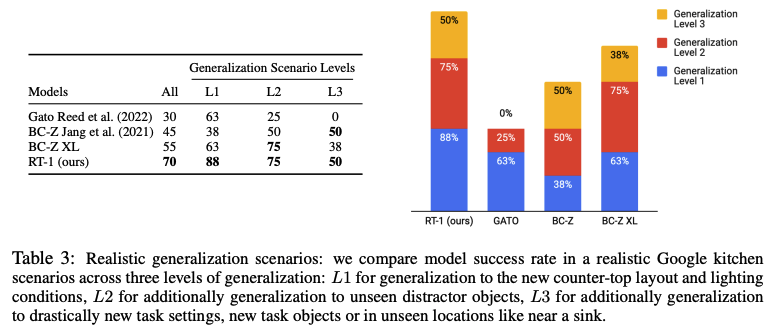 Generalization Scenario Levels
Models All L1 L2 L3
Gato Reed et al. (2022) 30 63 25 0
BC-Z Jang et al. (2021) 45 38 50 50
BC-Z XL 55 63 75 38
RT-1 (ours) 70 88 75 50
50%
75%
88%
RT-1 (ours)
0%
25%
63%
GATO
50%
50%
38%
BC-Z
38%
75%
63%
BC-Z XL
Generalization
Level 3
Generalization
Level 2
Generalization
Level 1
Table 3: Realistic generalization scenarios: we compare model success rate in a realistic Google kitchen
scenarios across three levels of generalization: L1 for generalization to the new counter-top layout and lighting
conditions, L2 for additionally generalization to unseen distractor objects, L3 for additionally generalization
to drastically new task settings, new task objects or in unseen locations like near a sink.